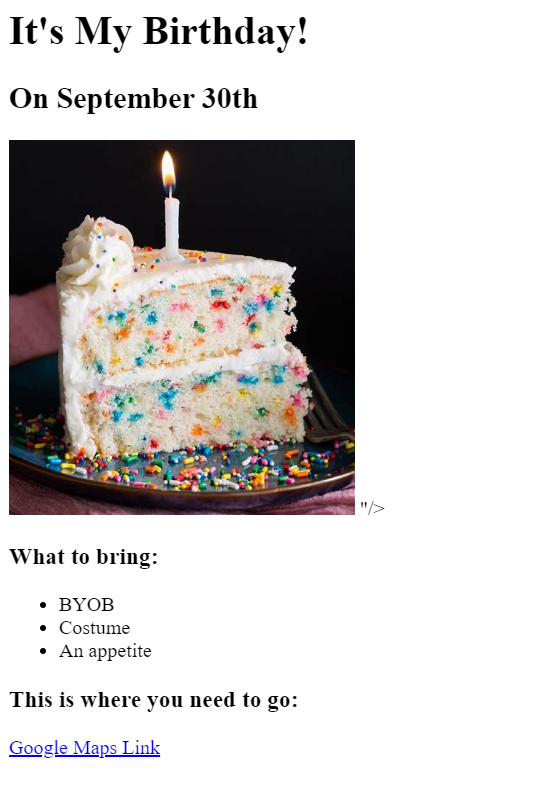 It's My Birthday!
On September 30th
"/>
What to bring:
BYOB
Costume
An appetite
This is where you need to go:
Google Maps Link